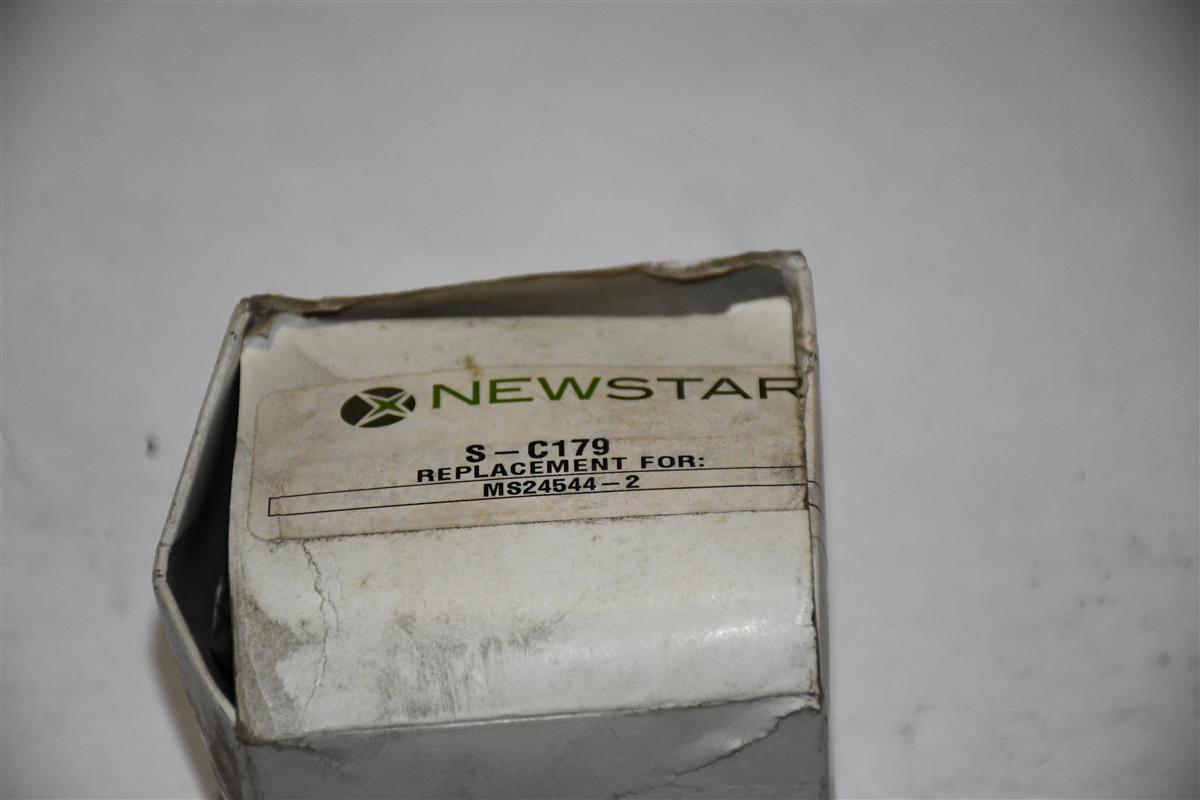 NEWSTAR
S-C179
REPLACEMENT FOR:
MS24544-2